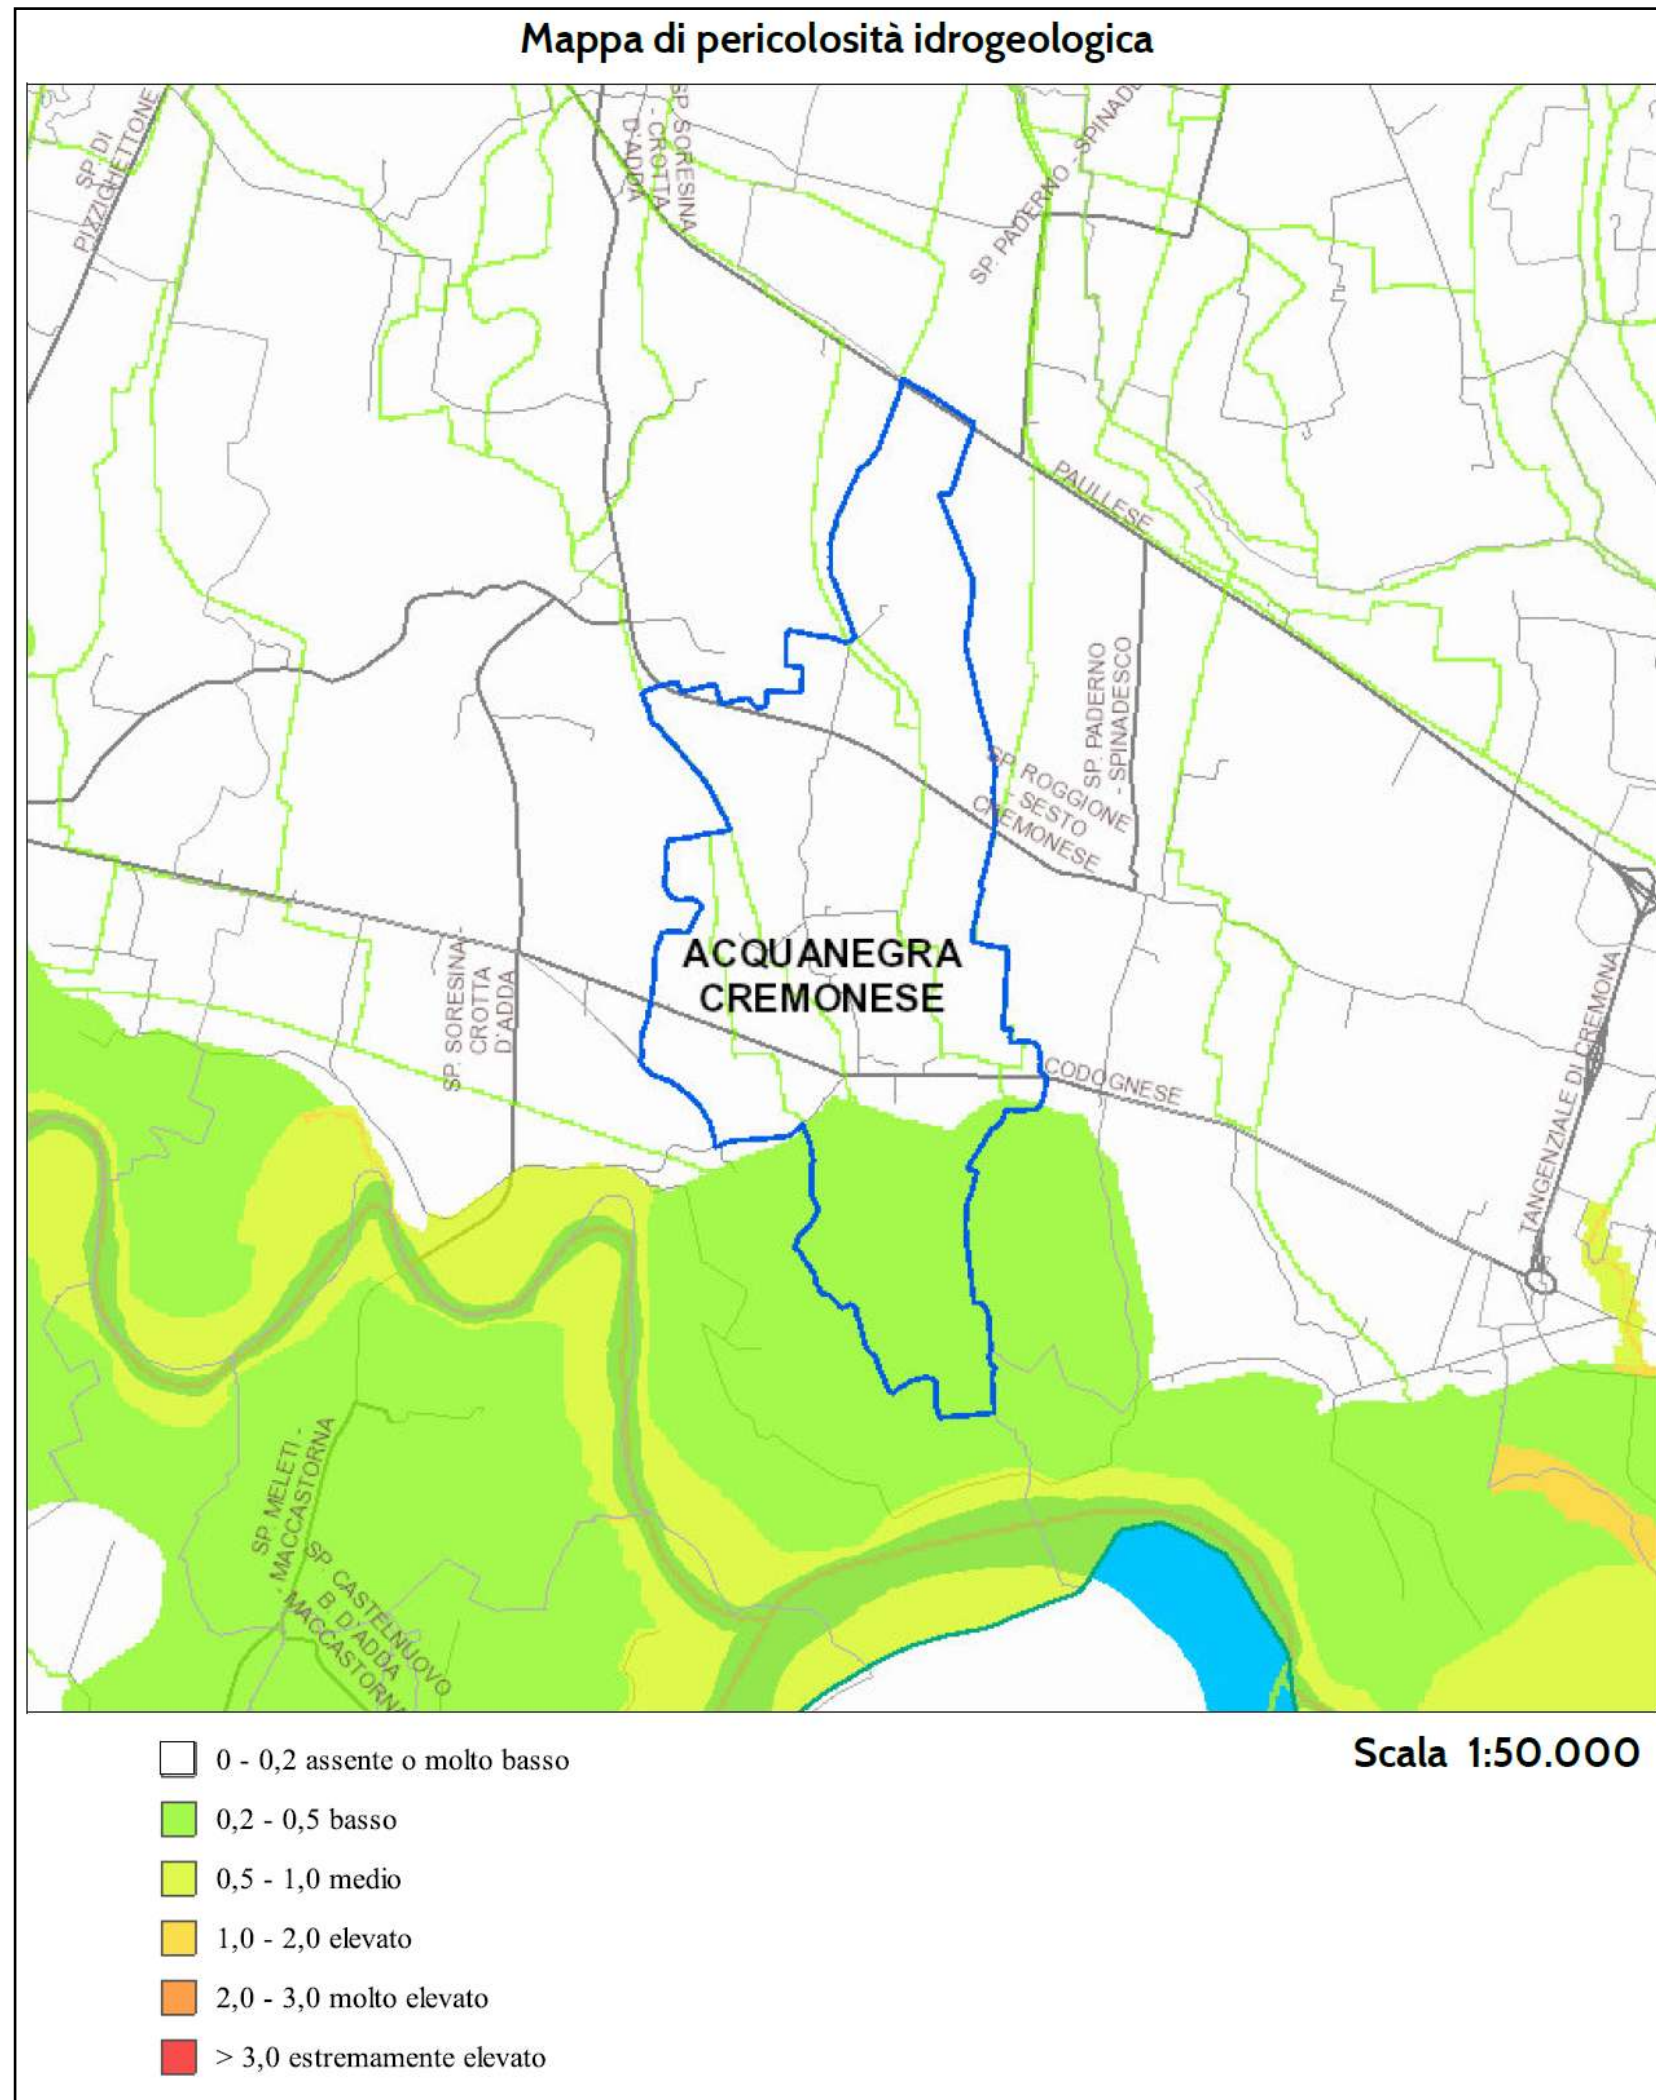 Mappa di pericolosità idrogeologica
SP. DI
PIZZIGHETTONE
SP. SORESINA
- CROTTA
D'ADDA
SP. PADERNO - SPINAD
PAULLESE
SP. PADERNO
- SPINADESCO
SP. ROGGIONE
- SESTO
CREMONESE
ACQUANEGRA
CREMONESE
SP. SORESINA -
CROTTA
D'ADDA
CODOGNESE
TANGENZIALE DI CREMONA
SP. MELETI -
- MACCASTORNA
SP. CASTELNUOVO
B. D'ADDA
- MACCASTORNA
Scala 1:50.000
0 - 0,2 assente o molto basso
0,2 - 0,5 basso
0,5 - 1,0 medio
1,0 - 2,0 elevato
2,0 - 3,0 molto elevato
> 3,0 estremamente elevato